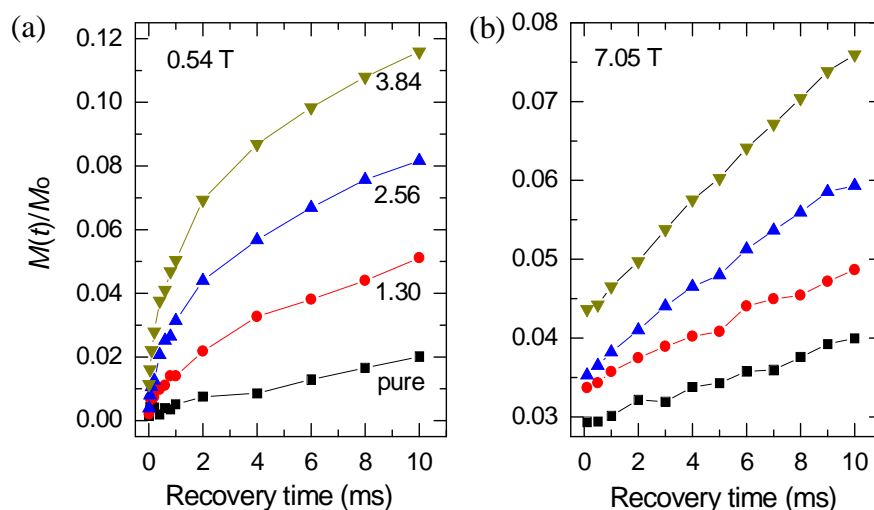 (a)
0.54 T
3.84
2.56
1.30
pure
0.12
0.10
0.08
0.06
0.04
0.02
0.00
M(t)/Mo
0 2 4 6 8 10
Recovery time (ms)
(b)
7.05 T
0.08
0.07
0.06
0.05
0.04
0.03
0 2 4 6 8 10
Recovery time (ms)